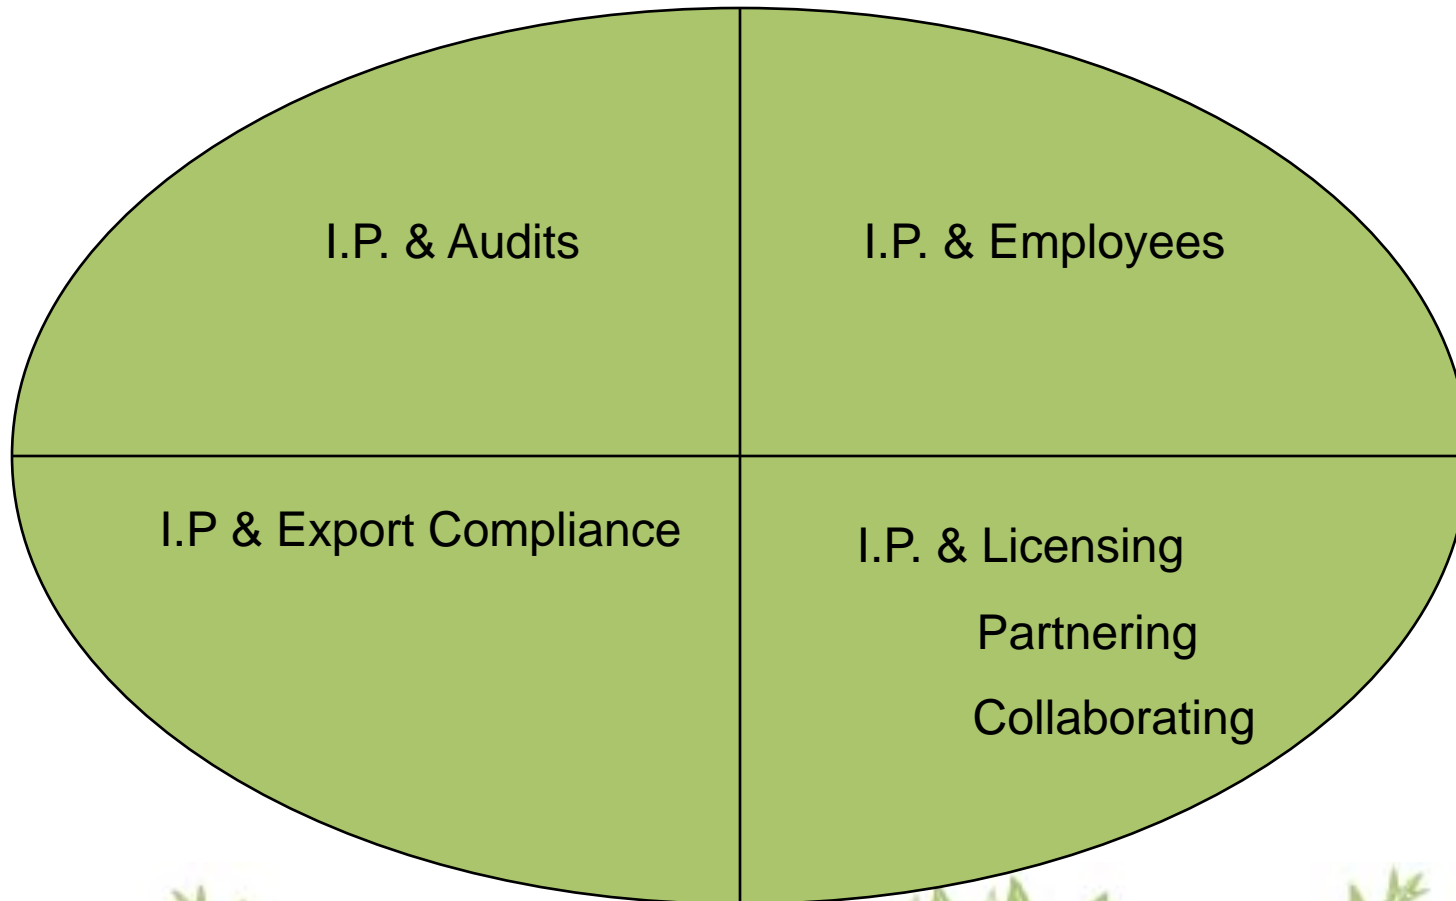 I.P. & Audits
I.P. & Employees
I.P & Export Compliance
I.P. & Licensing
Partnering
Collaborating